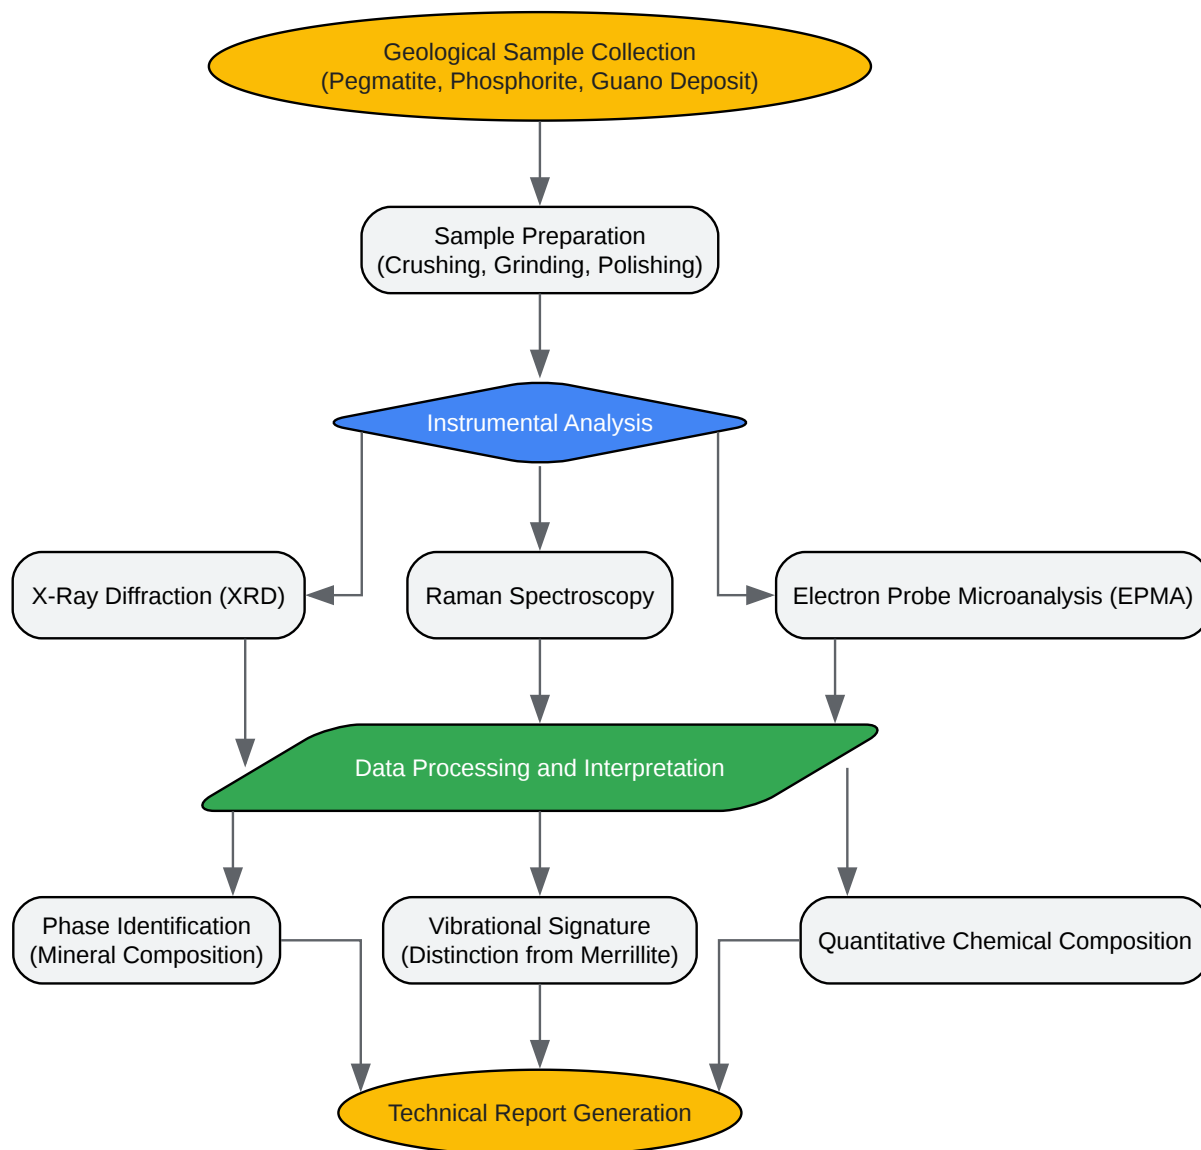 Geological Sample Collection
(Pegmatite, Phosphorite, Guano Deposit)
Sample Preparation
(Crushing, Grinding, Polishing)
Instrumental Analysis
X-Ray Diffraction (XRD)
Raman Spectroscopy
Electron Probe Microanalysis (EPMA)
Data Processing and Interpretation
Phase Identification
(Mineral Composition)
Vibrational Signature
(Distinction from Merrillite)
Quantitative Chemical Composition
Technical Report Generation